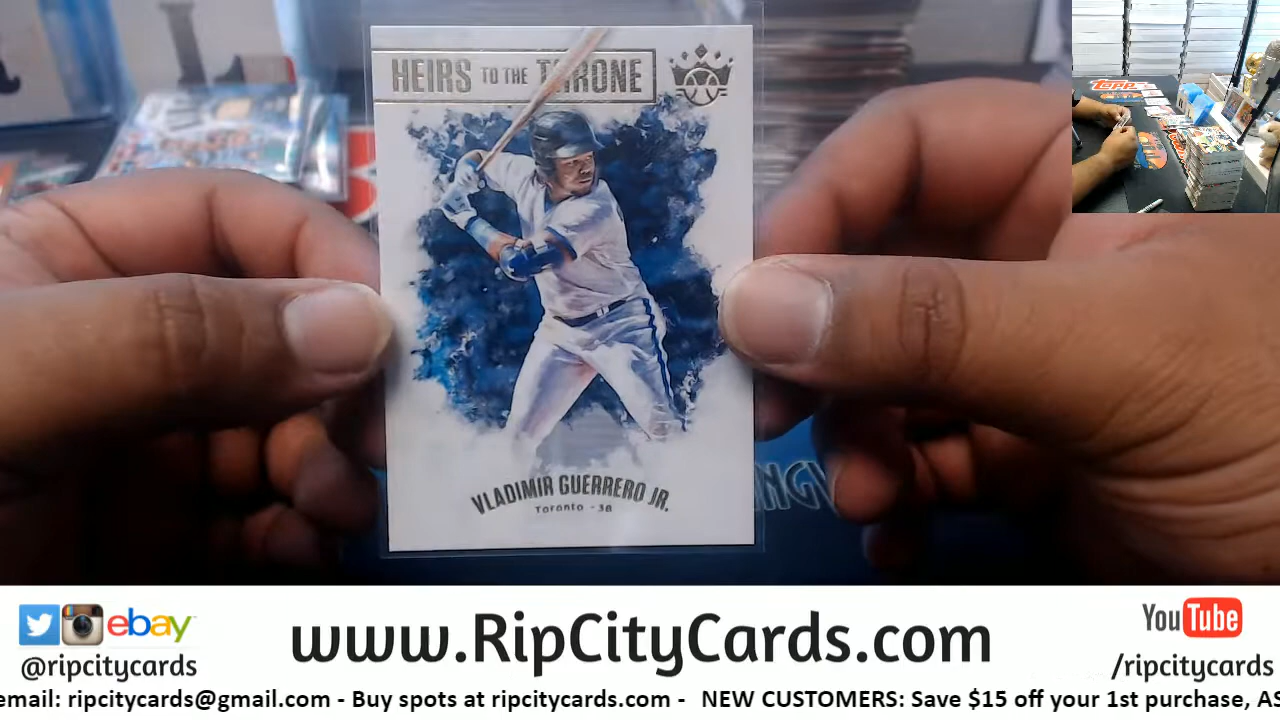 HEIRS TO THE THRONE
VLADIMIR GUERRERO JR.
Toronto - 3B
Topps
ebay
@ripcitycards
www.RipCityCards.com
YouTube
/ripcitycards
email: ripcitycards@gmail.com - Buy spots at ripcitycards.com - NEW CUSTOMERS: Save $15 off your 1st purchase, AS